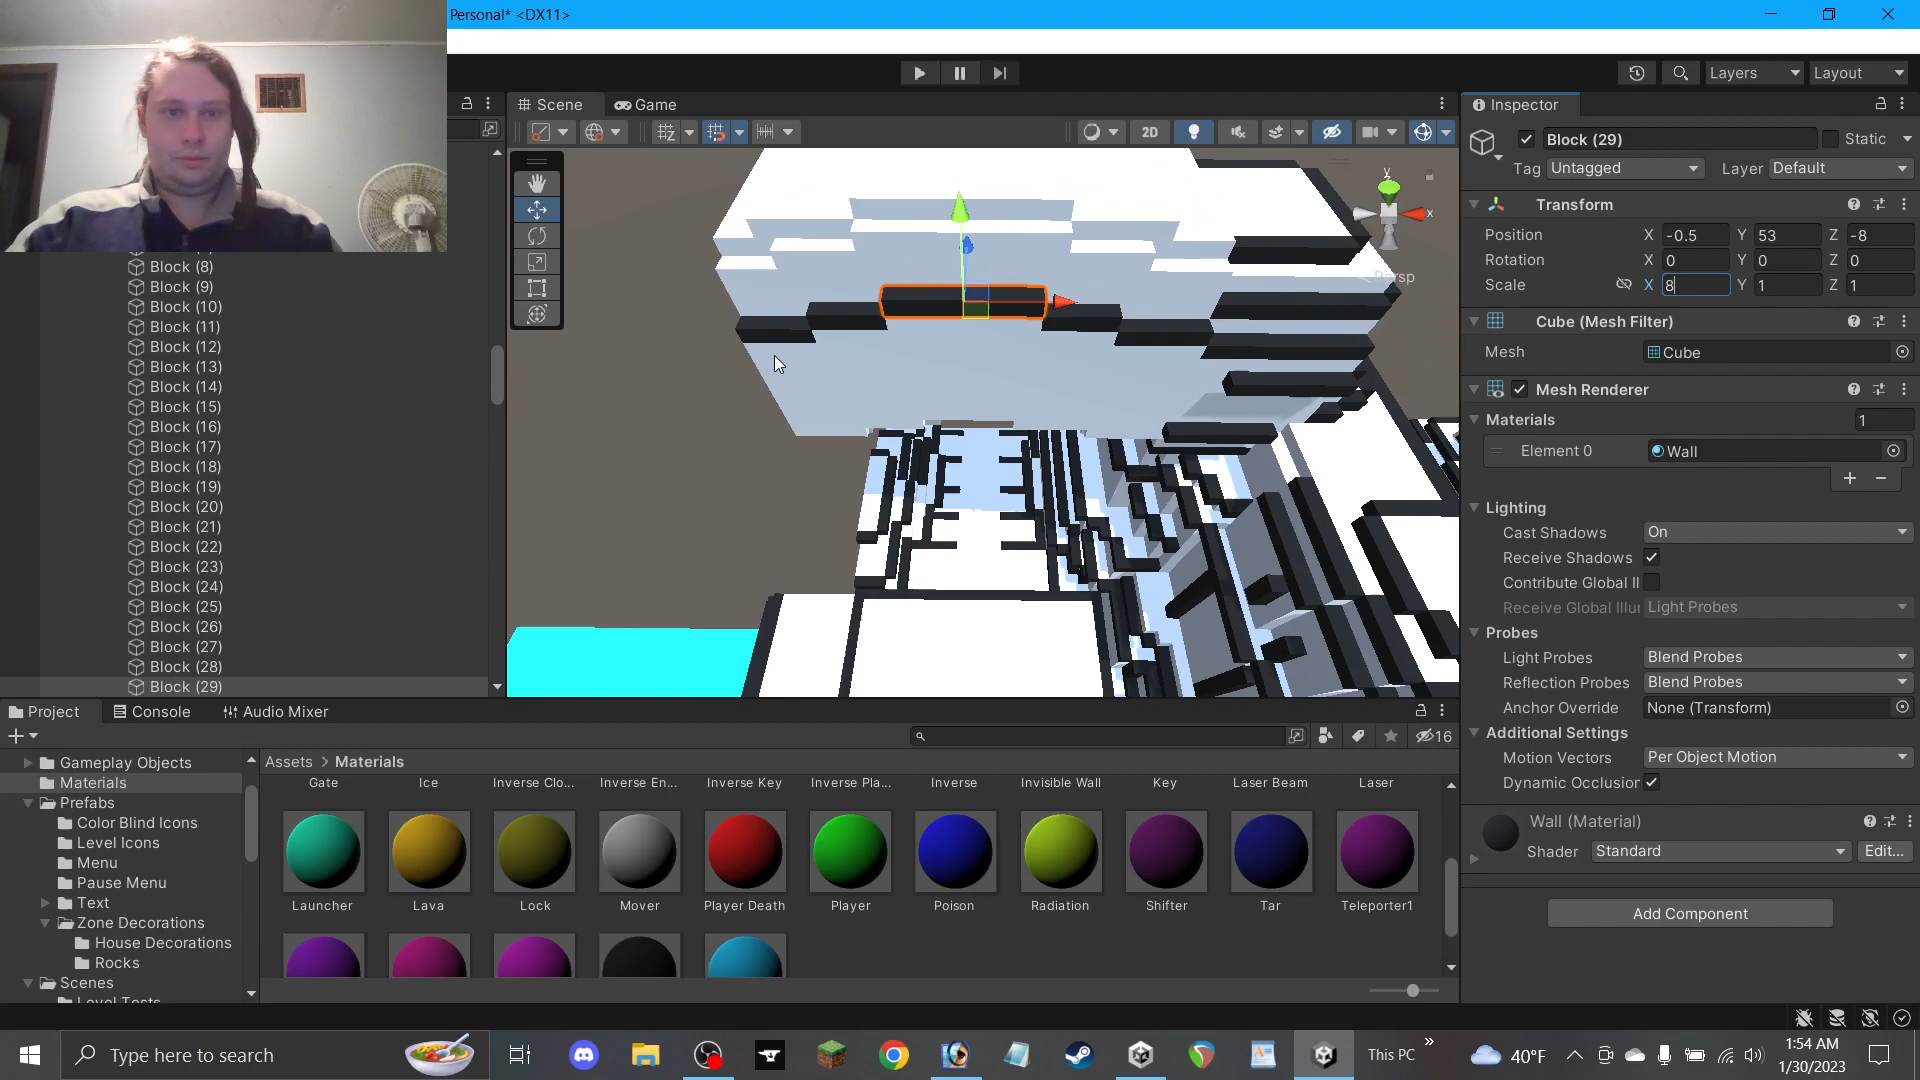 Personal* <DX11>
Layers
Layout
Scene
Game
Inspector
2D
Block (29)
Static
Tag Untagged
Layer Default
Transform
Position X -0.5 Y 53 Z -8
Rotation X 0 Y 0 Z 0
Scale X 8 Y 1 Z 1
y
x
Persp
Cube (Mesh Filter)
Mesh Cube
Mesh Renderer
Materials 1
Element 0 Wall
Lighting
Cast Shadows On
Receive Shadows
Contribute Global Il
Receive Global Illur Light Probes
Probes
Light Probes Blend Probes
Reflection Probes Blend Probes
Anchor Override None (Transform)
Additional Settings
Motion Vectors Per Object Motion
Dynamic Occlusior
Wall (Material)
Shader Standard Edit...
Add Component
Block (8)
Block (9)
Block (10)
Block (11)
Block (12)
Block (13)
Block (14)
Block (15)
Block (16)
Block (17)
Block (18)
Block (19)
Block (20)
Block (21)
Block (22)
Block (23)
Block (24)
Block (25)
Block (26)
Block (27)
Block (28)
Block (29)
Project
Console
Audio Mixer
16
Gameplay Objects
Materials
Prefabs
Color Blind Icons
Level Icons
Menu
Pause Menu
Text
Zone Decorations
House Decorations
Rocks
Scenes
Level Tests
Assets > Materials
Gate Ice Inverse Clo... Inverse En... Inverse Key Inverse Pla... Inverse Invisible Wall Key Laser Beam Laser
Launcher Lava Lock Mover Player Death Player Poison Radiation Shifter Tar Teleporter1
Type here to search
This PC
40°F
1:54 AM
1/30/2023